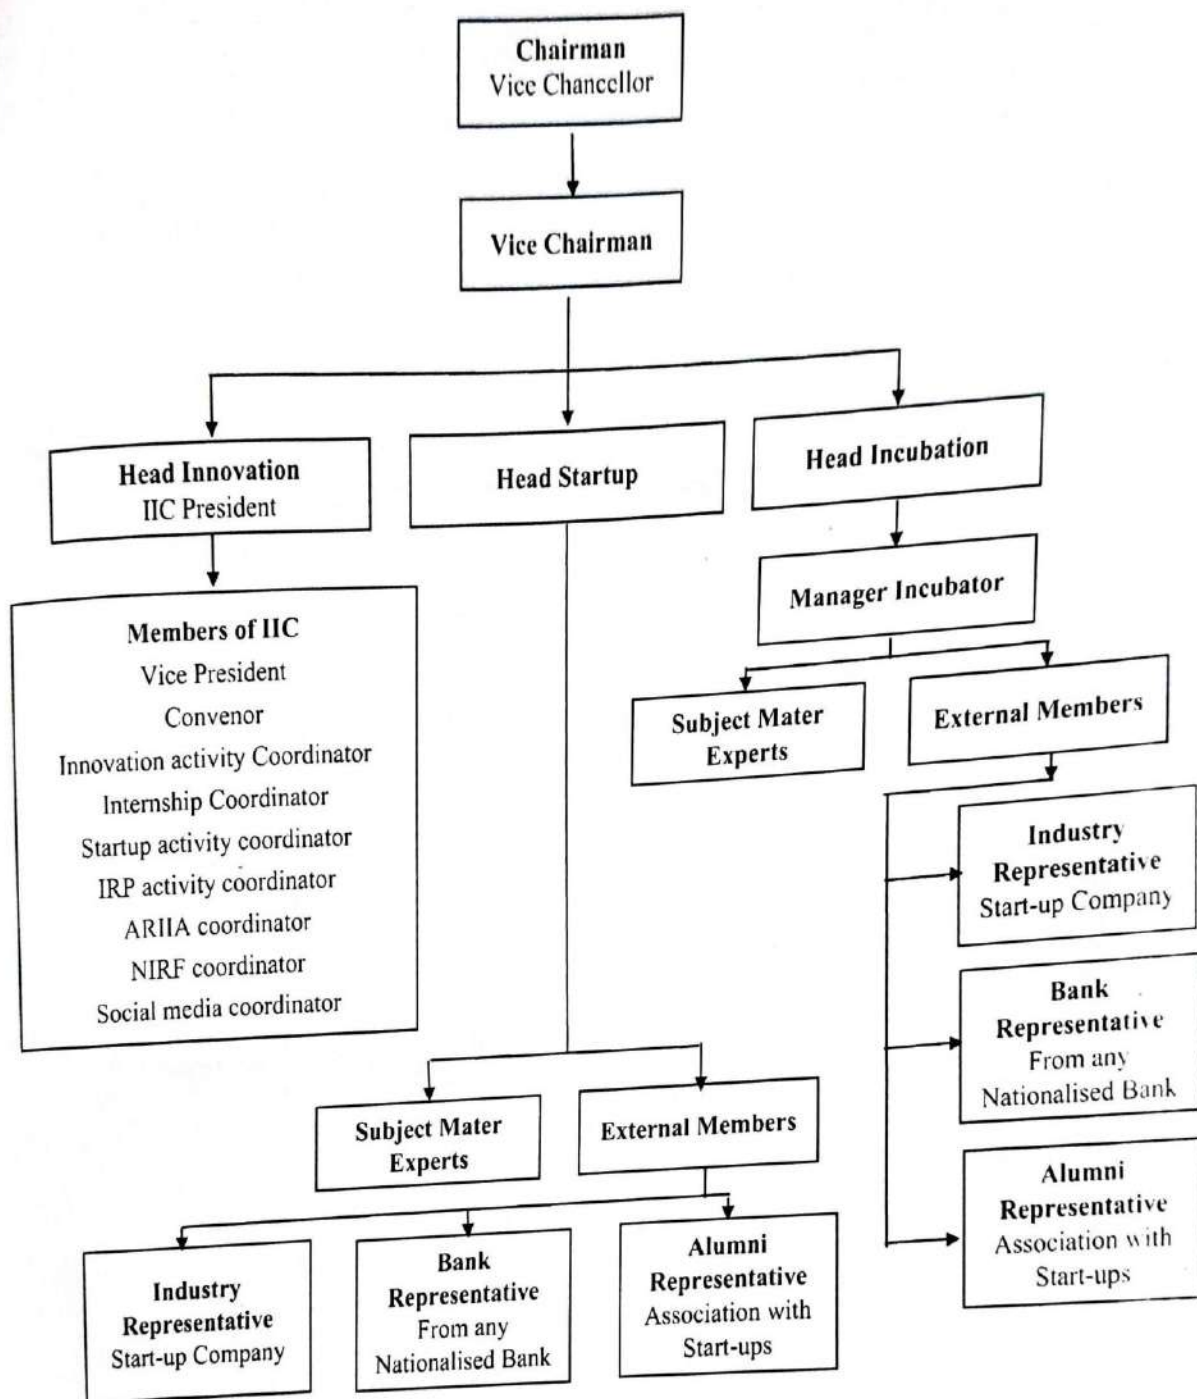 Chairman
Vice Chancellor
Vice Chairman
Head Innovation
IIC President
Head Startup
Head Incubation
Manager Incubator
Members of IIC
Vice President
Convenor
Innovation activity Coordinator
Internship Coordinator
Startup activity coordinator
IRP activity coordinator
ARIIA coordinator
NIRF coordinator
Social media coordinator
Subject Mater
Experts
External Members
Industry
Representative
Start-up Company
Bank
Representative
From any
Nationalised Bank
Alumni
Representative
Association with
Start-ups
Subject Mater
Experts
External Members
Industry
Representative
Start-up Company
Bank
Representative
From any
Nationalised Bank
Alumni
Representative
Association with
Start-ups